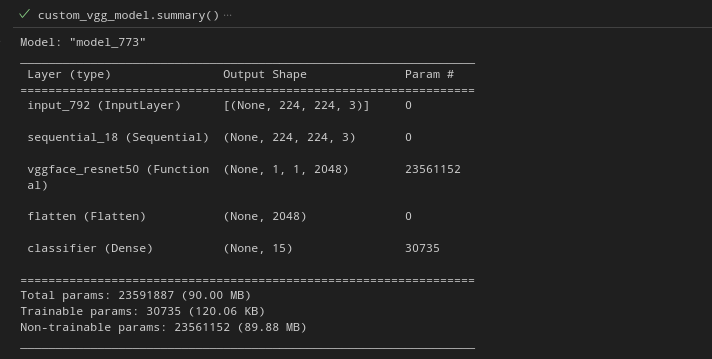 custom_vgg_model.summary() ...
Model: "model_773"
Layer (type) Output Shape Param #
input_792 (InputLayer) [(None, 224, 224, 3)] 0
sequential_18 (Sequential) (None, 224, 224, 3) 0
vggface_resnet50 (Function (None, 1, 1, 2048) 23561152
al)
flatten (Flatten) (None, 2048) 0
classifier (Dense) (None, 15) 30735
Total params: 23591887 (90.00 MB)
Trainable params: 30735 (120.06 KB)
Non-trainable params: 23561152 (89.88 MB)